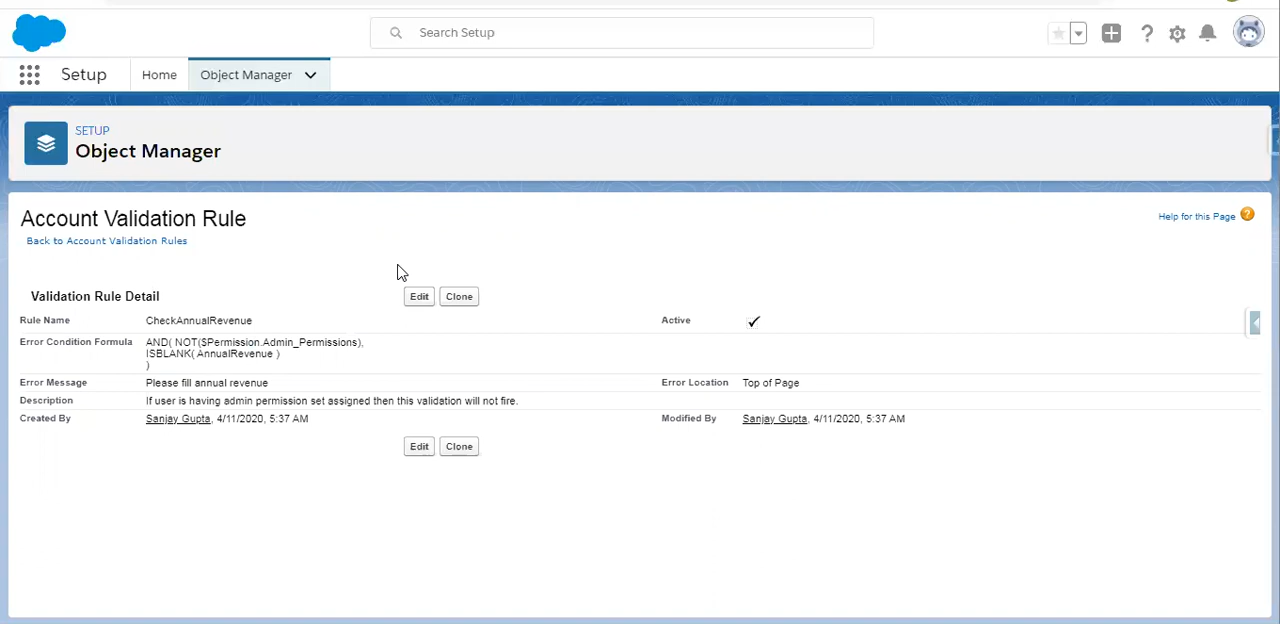 Search Setup
Setup
Home
Object Manager
SETUP
Object Manager
Account Validation Rule
Help for this Page
Back to Account Validation Rules
Validation Rule Detail
Edit
Clone
Rule Name
CheckAnnualRevenue
Active
Error Condition Formula
AND( NOT($Permission.Admin_Permissions),
ISBLANK( AnnualRevenue )
)
Error Message
Please fill annual revenue
Error Location
Top of Page
Description
If user is having admin permission set assigned then this validation will not fire.
Created By
Sanjay Gupta, 4/11/2020, 5:37 AM
Modified By
Sanjay Gupta, 4/11/2020, 5:37 AM
Edit
Clone